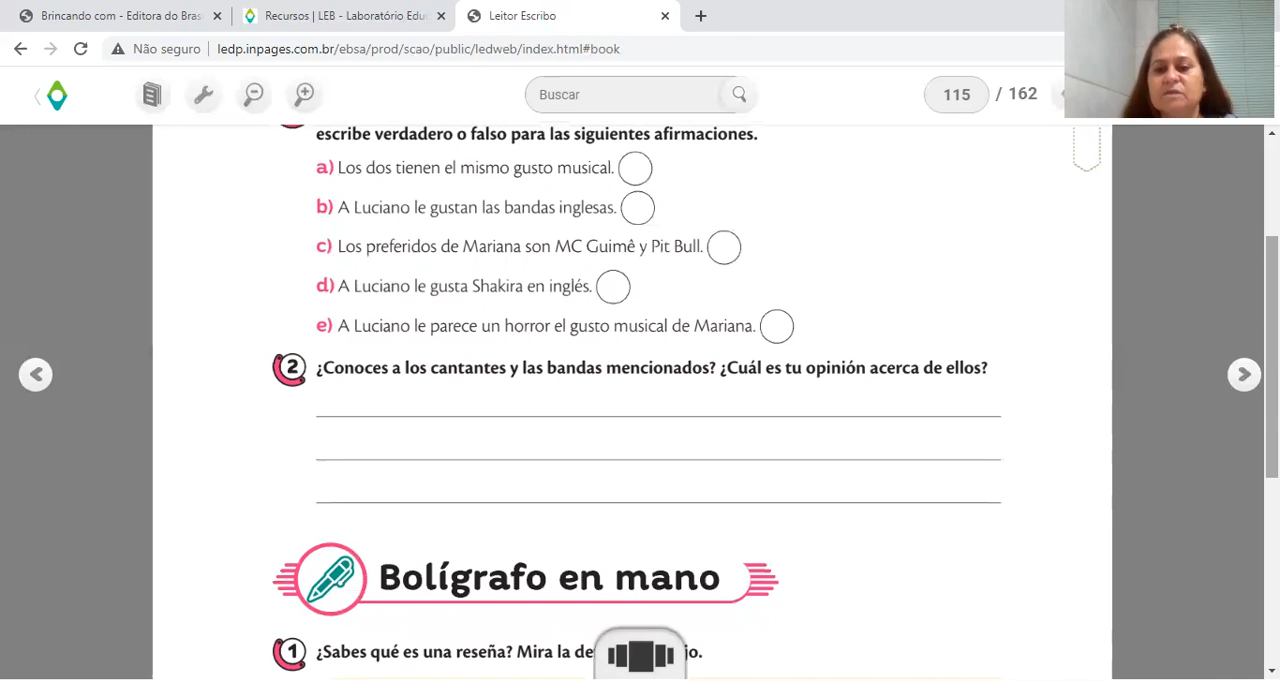 Brincando com - Editora do Bras
Recursos | LEB - Laboratório Edu
Leitor Escribo
Não seguro | ledp.inpages.com.br/ebsa/prod/scao/public/ledweb/index.html#book
Buscar
115 / 162
escribe verdadero o falso para las siguientes afirmaciones.
a) Los dos tienen el mismo gusto musical.
b) A Luciano le gustan las bandas inglesas.
c) Los preferidos de Mariana son MC Guimê y Pit Bull.
d) A Luciano le gusta Shakira en inglés.
e) A Luciano le parece un horror el gusto musical de Mariana.
2 ¿Conoces a los cantantes y las bandas mencionados? ¿Cuál es tu opinión acerca de ellos?
Bolígrafo en mano
1 ¿Sabes qué es una reseña? Mira la de jo.